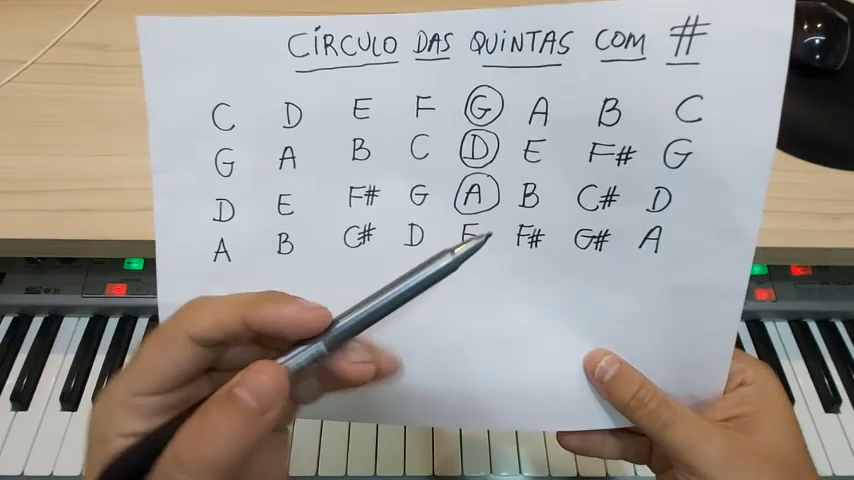 CÍRCULO DAS QUINTAS COM #
C D E F G A B C
G A B C D E F# G
D E F# G A B C# D
A B C# D E F# G# A